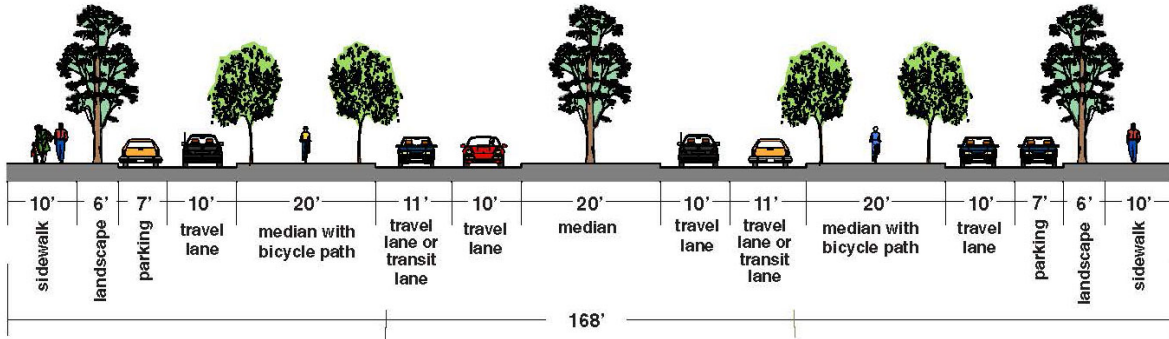 10' 6' 7' 10' 20' 11' 10' 20' 10' 11' 20' 10' 7' 6' 10'
sidewalk
landscape
parking
travel
lane
median with
bicycle path
travel
lane or
transit
lane
travel
lane
median
travel
lane
travel
lane or
transit
lane
median with
bicycle path
travel
lane
parking
landscape
sidewalk
168'